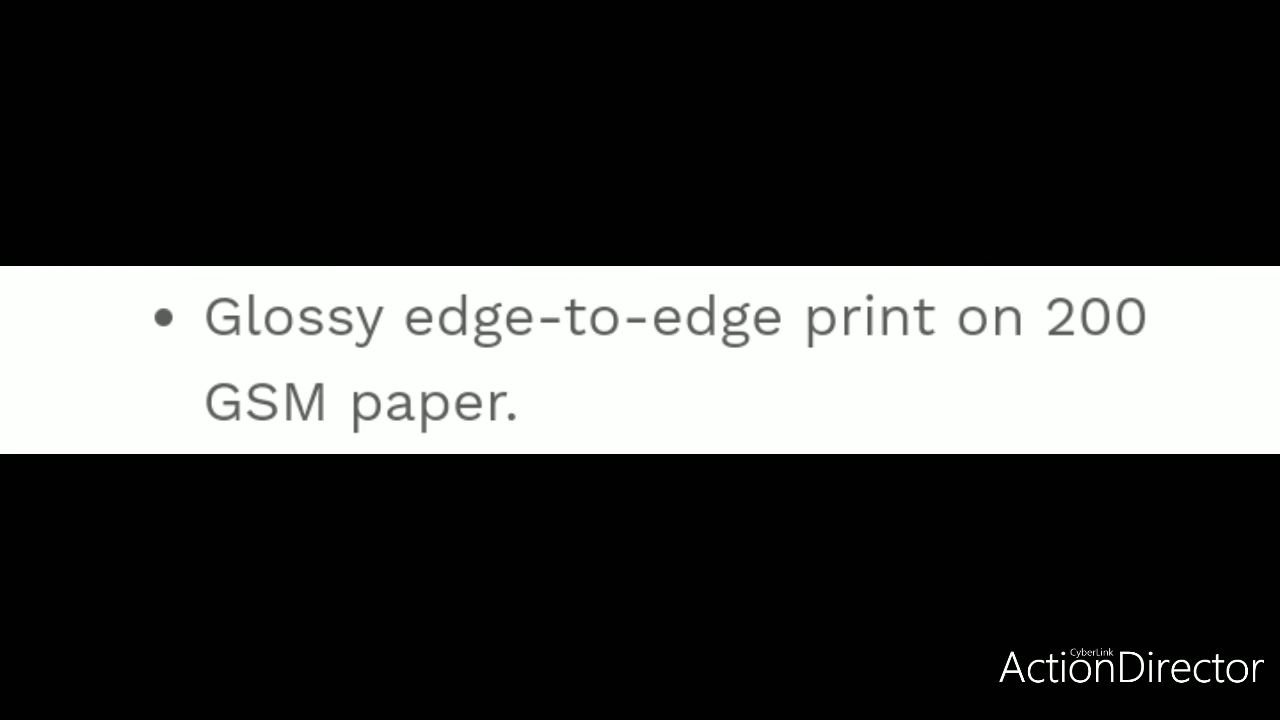 • Glossy edge-to-edge print on 200
GSM paper.
CyberLink
ActionDirector